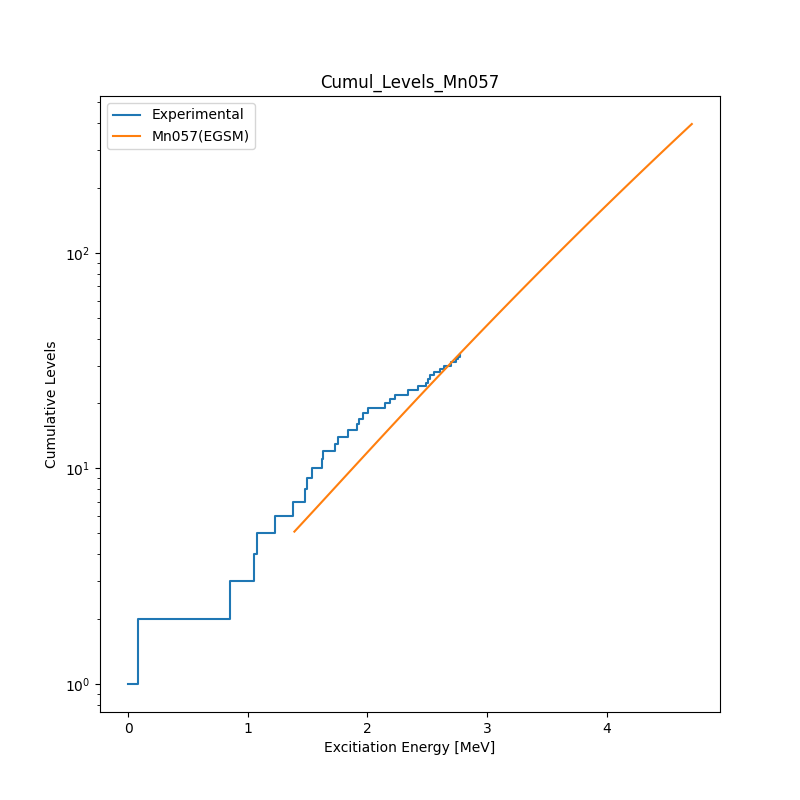 Cumul_Levels_Mn057
Experimental
Mn057(EGSM)
Cumulative Levels
10²
10¹
10⁰
0 1 2 3 4
Excitiation Energy [MeV]